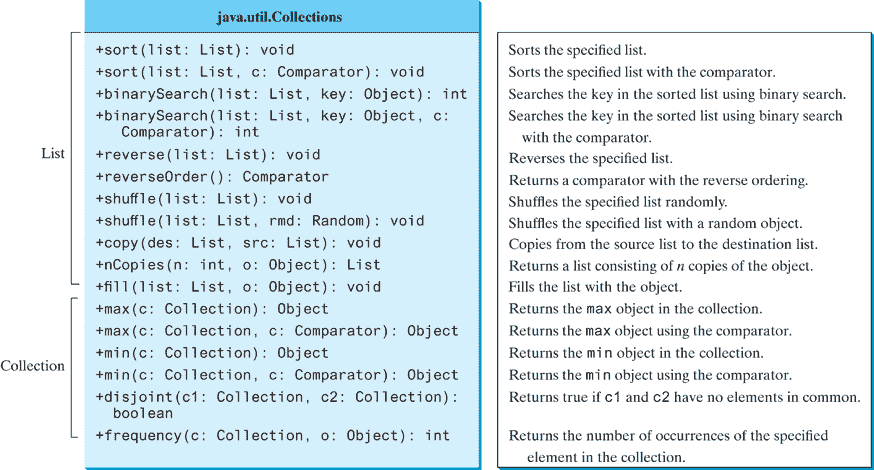 java.util.Collections
List
+sort(list: List): void
Sorts the specified list.
+sort(list: List, c: Comparator): void
Sorts the specified list with the comparator.
+binarySearch(list: List, key: Object): int
Searches the key in the sorted list using binary search.
+binarySearch(list: List, key: Object, c:
Comparator): int
Searches the key in the sorted list using binary search
with the comparator.
+reverse(list: List): void
Reverses the specified list.
+reverseOrder(): Comparator
Returns a comparator with the reverse ordering.
+shuffle(list: List): void
Shuffles the specified list randomly.
+shuffle(list: List, rmd: Random): void
Shuffles the specified list with a random object.
+copy(des: List, src: List): void
Copies from the source list to the destination list.
+nCopies(n: int, o: Object): List
Returns a list consisting of n copies of the object.
+fill(list: List, o: Object): void
Fills the list with the object.
Collection
+max(c: Collection): Object
Returns the max object in the collection.
+max(c: Collection, c: Comparator): Object
Returns the max object using the comparator.
+min(c: Collection): Object
Returns the min object in the collection.
+min(c: Collection, c: Comparator): Object
Returns the min object using the comparator.
+disjoint(c1: Collection, c2: Collection):
boolean
Returns true if c1 and c2 have no elements in common.
+frequency(c: Collection, o: Object): int
Returns the number of occurrences of the specified
element in the collection.